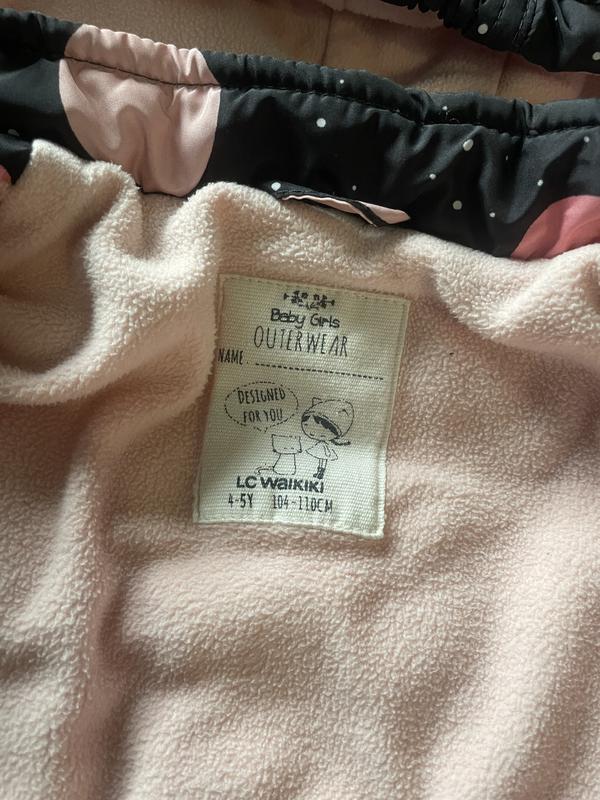 Baby Girls
OUTERWEAR
NAME
DESIGNED
FOR YOU
LC WAIKIKI
4-5Y 104-110CM